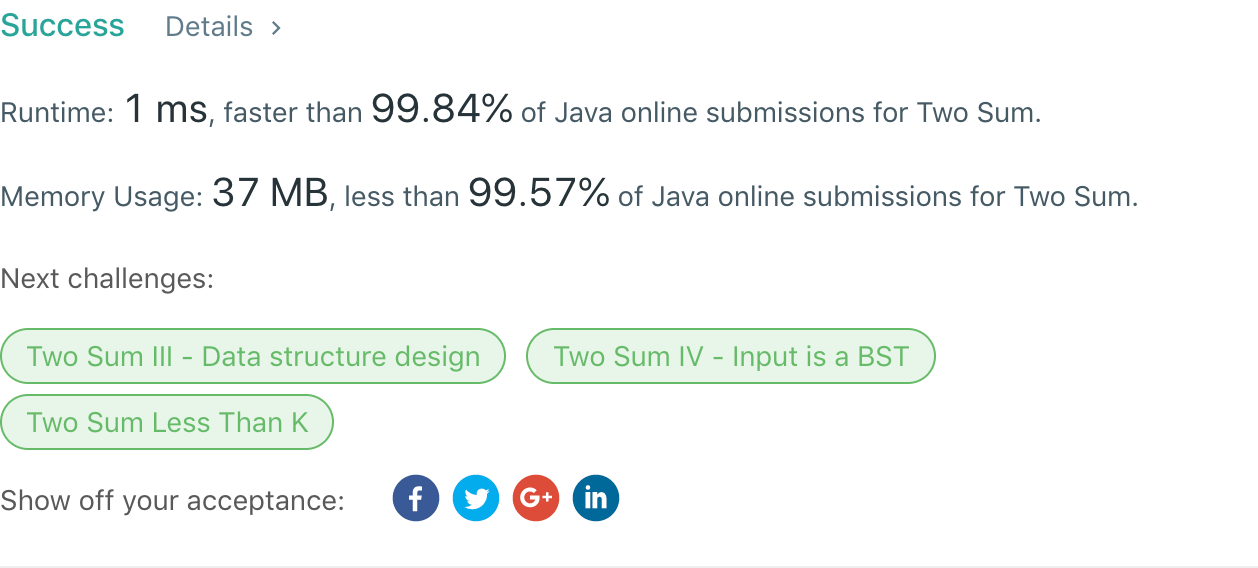 Success Details >
Runtime: 1 ms, faster than 99.84% of Java online submissions for Two Sum.
Memory Usage: 37 MB, less than 99.57% of Java online submissions for Two Sum.
Next challenges:
Two Sum III - Data structure design Two Sum IV - Input is a BST
Two Sum Less Than K
Show off your acceptance: f G+ in